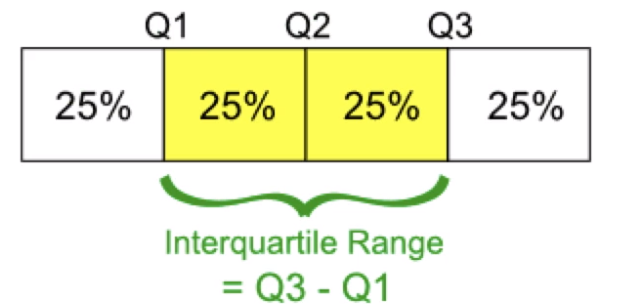 Q1 Q2 Q3
25% 25% 25% 25%
Interquartile Range
= Q3 - Q1